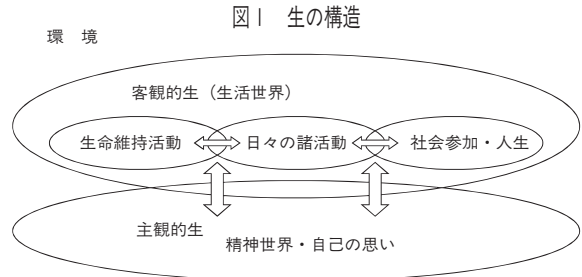 図1 生の構造
環 境
客観的生（生活世界）
生命維持活動 日々の諸活動 社会参加・人生
主観的生
精神世界・自己の思い